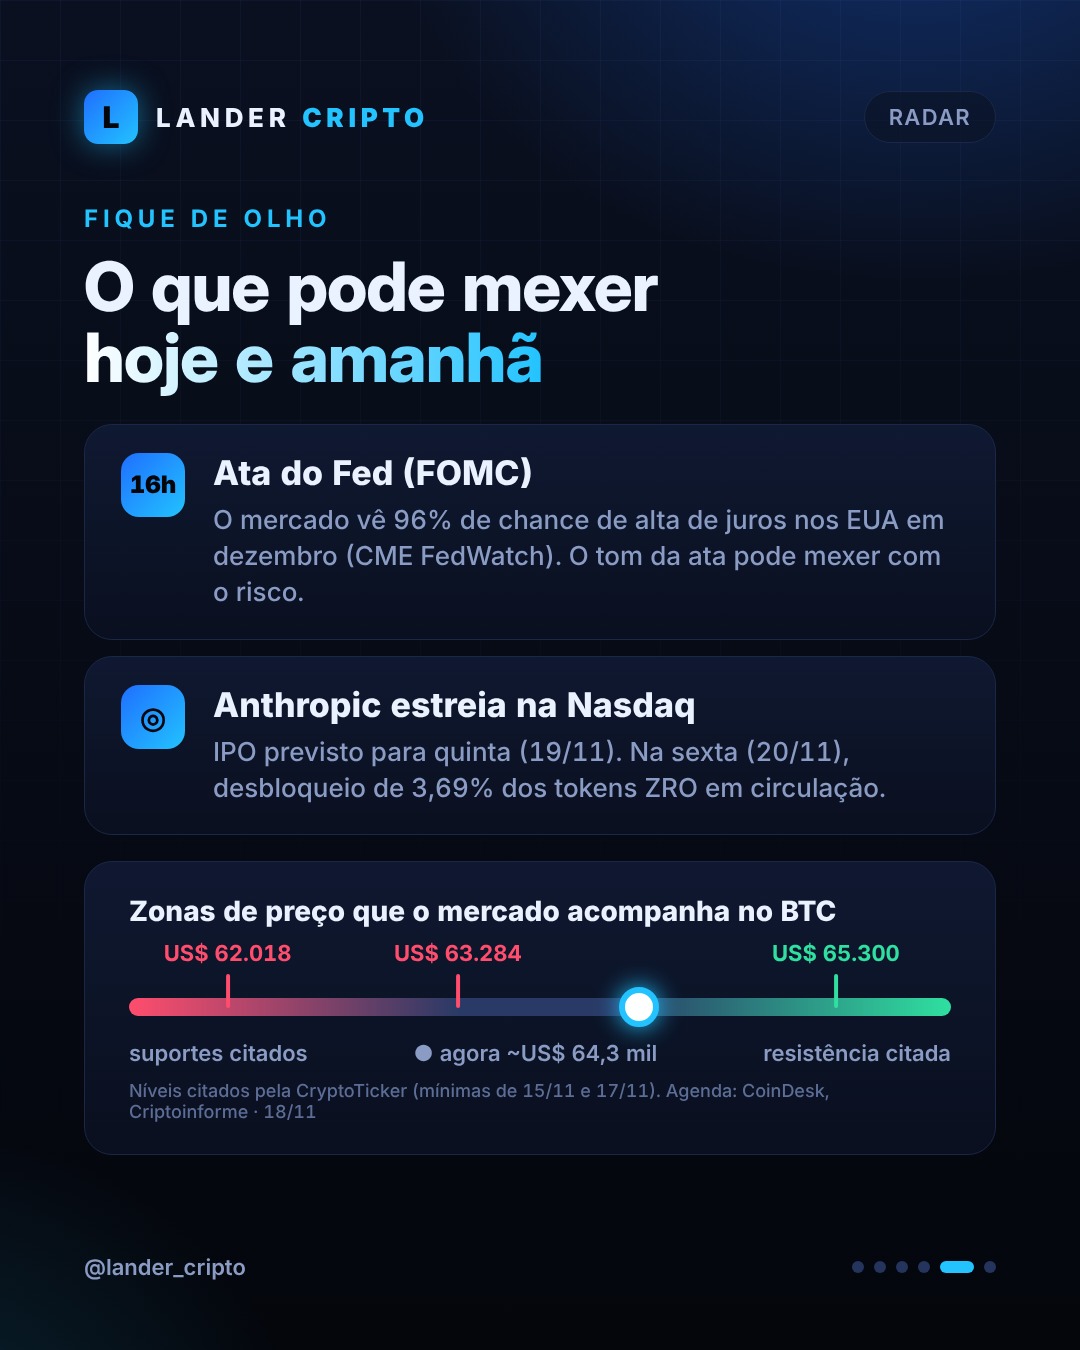 L LANDER CRIPTO
RADAR
FIQUE DE OLHO
O que pode mexer
hoje e amanhã
16h
Ata do Fed (FOMC)
O mercado vê 96% de chance de alta de juros nos EUA em
dezembro (CME FedWatch). O tom da ata pode mexer com
o risco.
Anthropic estreia na Nasdaq
IPO previsto para quinta (19/11). Na sexta (20/11),
desbloqueio de 3,69% dos tokens ZRO em circulação.
Zonas de preço que o mercado acompanha no BTC
US$ 62.018 US$ 63.284 US$ 65.300
suportes citados ● agora ~US$ 64,3 mil resistência citada
Níveis citados pela CryptoTicker (mínimas de 15/11 e 17/11). Agenda: CoinDesk,
Criptoinforme · 18/11
@lander_cripto